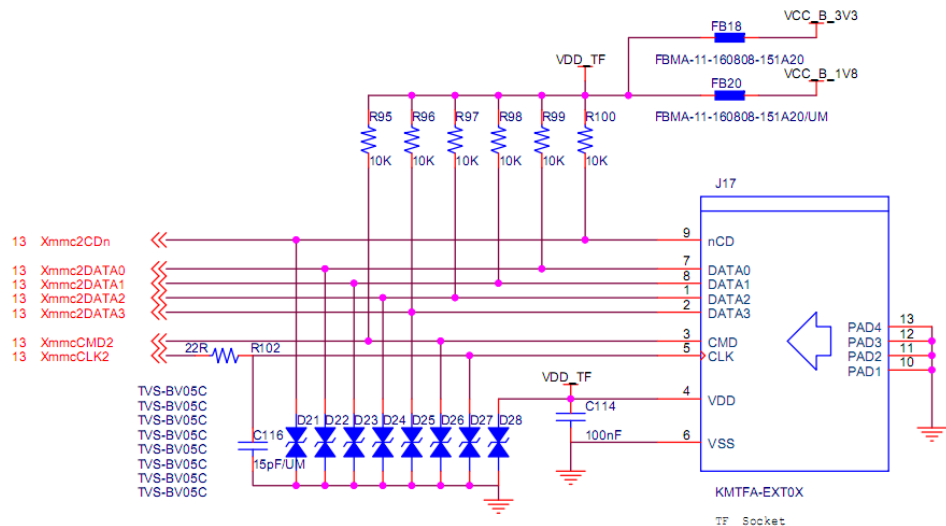 FB18
VCC_B_3V3
FBMA-11-160808-151A20
VDD_TF
FB20
VCC_B_1V8
FBMA-11-160808-151A20/UM
R95
R96
R97
R98
R99
R100
10K
10K
10K
10K
10K
10K
J17
13 Xmmc2CDn
9
nCD
13 Xmmc2DATA0
7
DATA0
13 Xmmc2DATA1
8
DATA1
13 Xmmc2DATA2
1
DATA2
13 Xmmc2DATA3
2
DATA3
13 XmmcCMD2
3
CMD
13 XmmcCLK2
22R
R102
5
CLK
PAD4
13
PAD3
12
PAD2
11
PAD1
10
VDD_TF
4
VDD
C114
100nF
6
VSS
TVS-BV05C
TVS-BV05C
TVS-BV05C
TVS-BV05C
TVS-BV05C
TVS-BV05C
TVS-BV05C
TVS-BV05C
C116
15pF/UM
D21
D22
D23
D24
D25
D26
D27
D28
KMTFA-EXT0X
TF Socket